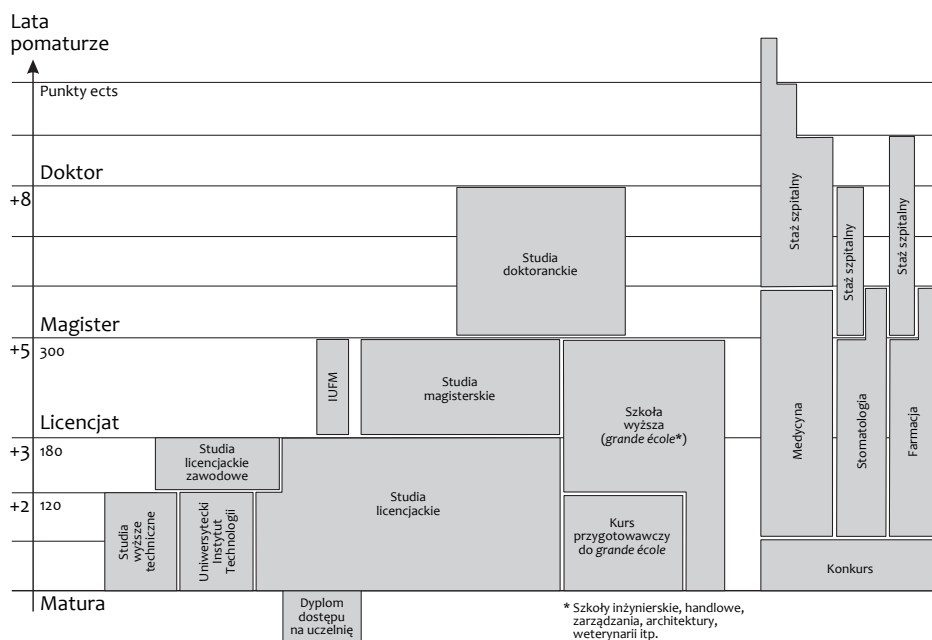 Lata
pomaturze
Punkty ects
Doktor
+8
Studia
doktoranckie
Staż szpitalny
Staż szpitalny
Staż szpitalny
Magister
+5 300
IUFM
Studia
magisterskie
Szkoła
wyższa
(grande école*)
Medycyna
Stomatologia
Farmacja
Licencjat
+3 180
Studia
licencjackie
zawodowe
Studia
licencjackie
+2 120
Studia
wyższe
techniczne
Uniwersytecki
Instytut
Technologii
Kurs
przygotowawczy
do grande école
Konkurs
Matura
Dyplom
dostępu
na uczelnię
* Szkoły inżynierskie, handlowe,
zarządzania, architektury,
weterynarii itp.